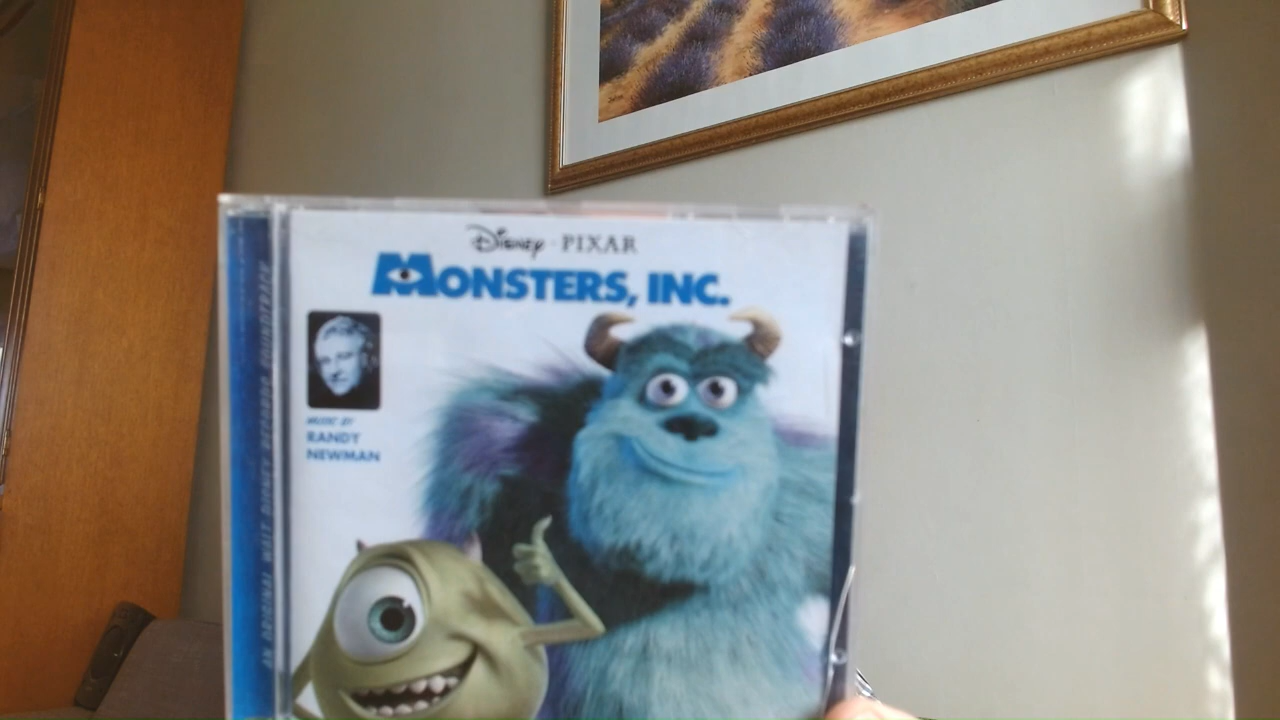 Disney · PIXAR
MONSTERS, INC.
MUSIC BY
RANDY
NEWMAN
AN ORIGINAL WALT DISNEY RECORDS SOUNDTRACK